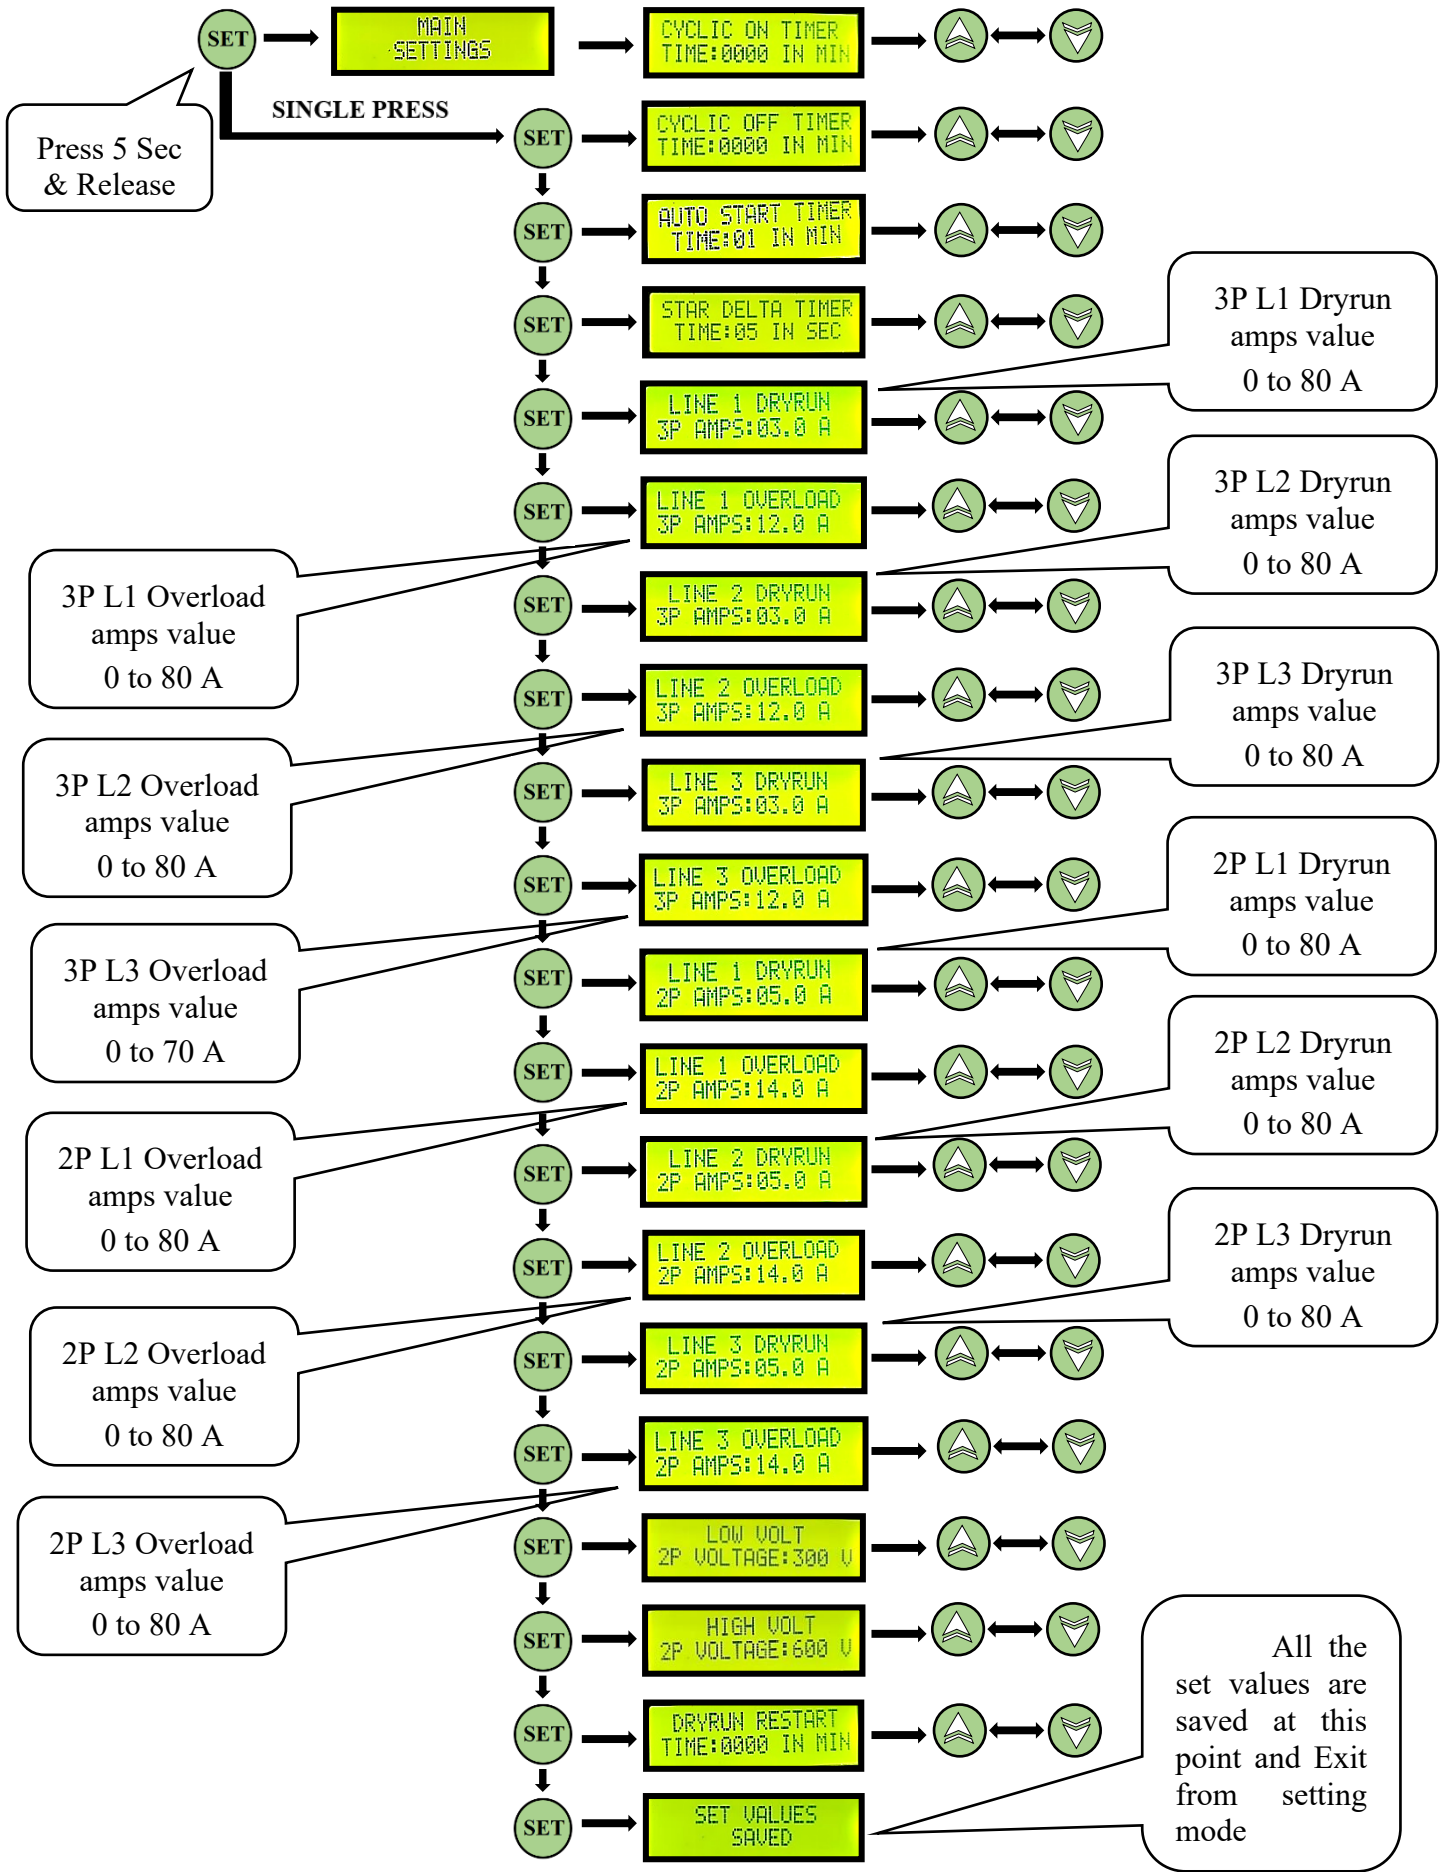 SET
MAIN
SETTINGS
CYCLIC ON TIMER
TIME:0000 IN MIN
Press 5 Sec
& Release
SINGLE PRESS
SET
CYCLIC OFF TIMER
TIME:0000 IN MIN
SET
AUTO START TIMER
TIME:01 IN MIN
SET
STAR DELTA TIMER
TIME:05 IN SEC
3P L1 Dryrun
amps value
0 to 80 A
SET
LINE 1 DRYRUN
3P AMPS:03.0 A
SET
LINE 1 OVERLOAD
3P AMPS:12.0 A
3P L2 Dryrun
amps value
0 to 80 A
3P L1 Overload
amps value
0 to 80 A
SET
LINE 2 DRYRUN
3P AMPS:03.0 A
SET
LINE 2 OVERLOAD
3P AMPS:12.0 A
3P L3 Dryrun
amps value
0 to 80 A
3P L2 Overload
amps value
0 to 80 A
SET
LINE 3 DRYRUN
3P AMPS:03.0 A
SET
LINE 3 OVERLOAD
3P AMPS:12.0 A
2P L1 Dryrun
amps value
0 to 80 A
3P L3 Overload
amps value
0 to 70 A
SET
LINE 1 DRYRUN
2P AMPS:05.0 A
SET
LINE 1 OVERLOAD
2P AMPS:14.0 A
2P L2 Dryrun
amps value
0 to 80 A
2P L1 Overload
amps value
0 to 80 A
SET
LINE 2 DRYRUN
2P AMPS:05.0 A
SET
LINE 2 OVERLOAD
2P AMPS:14.0 A
2P L3 Dryrun
amps value
0 to 80 A
2P L2 Overload
amps value
0 to 80 A
SET
LINE 3 DRYRUN
2P AMPS:05.0 A
SET
LINE 3 OVERLOAD
2P AMPS:14.0 A
2P L3 Overload
amps value
0 to 80 A
SET
LOW VOLT
2P VOLTAGE:300 V
SET
HIGH VOLT
2P VOLTAGE:600 V
SET
DRYRUN RESTART
TIME:0000 IN MIN
SET
SET VALUES
SAVED
All the
set values are
saved at this
point and Exit
from setting
mode